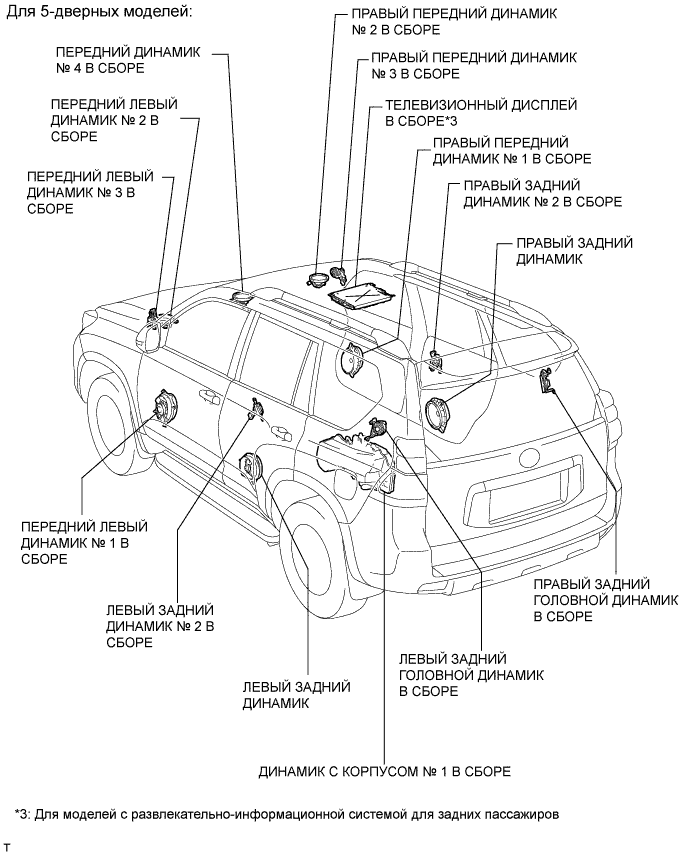 Для 5-дверных моделей:
ПРАВЫЙ ПЕРЕДНИЙ ДИНАМИК
№ 2 В СБОРЕ
ПЕРЕДНИЙ ДИНАМИК
№ 4 В СБОРЕ
ПРАВЫЙ ПЕРЕДНИЙ ДИНАМИК
№ 3 В СБОРЕ
ПЕРЕДНИЙ ЛЕВЫЙ
ДИНАМИК № 2 В
СБОРЕ
ТЕЛЕВИЗИОННЫЙ ДИСПЛЕЙ
В СБОРЕ*3
ПРАВЫЙ ПЕРЕДНИЙ
ДИНАМИК № 1 В СБОРЕ
ПЕРЕДНИЙ ЛЕВЫЙ
ДИНАМИК № 3 В
СБОРЕ
ПРАВЫЙ ЗАДНИЙ
ДИНАМИК № 2 В СБОРЕ
ПРАВЫЙ ЗАДНИЙ
ДИНАМИК
ПЕРЕДНИЙ ЛЕВЫЙ
ДИНАМИК № 1 В
СБОРЕ
ПРАВЫЙ ЗАДНИЙ
ГОЛОВНОЙ ДИНАМИК
В СБОРЕ
ЛЕВЫЙ ЗАДНИЙ
ДИНАМИК № 2 В
СБОРЕ
ЛЕВЫЙ ЗАДНИЙ
ГОЛОВНОЙ ДИНАМИК
В СБОРЕ
ЛЕВЫЙ ЗАДНИЙ
ДИНАМИК
ДИНАМИК С КОРПУСОМ № 1 В СБОРЕ
*3: Для моделей с развлекательно-информационной системой для задних пассажиров
T